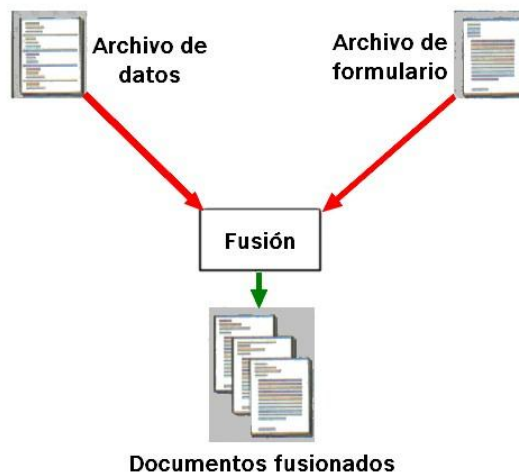 Archivo de
datos
Archivo de
formulario
Fusión
Documentos fusionados